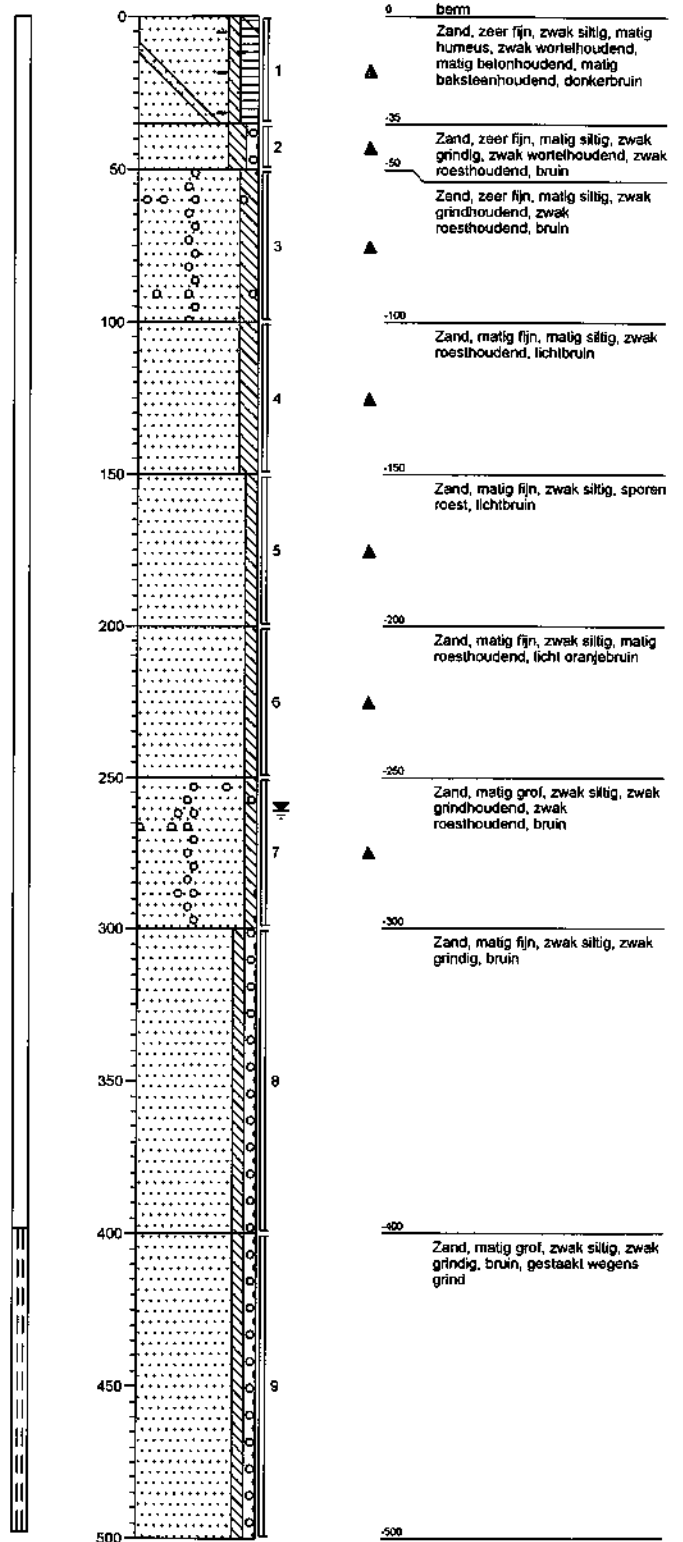 0
50
100
150
200
250
300
350
400
450
500
1
2
3
4
5
6
7
8
9
0 berm
Zand, zeer fijn, zwak siltig, matig
humeus, zwak wortelhoudend,
matig betonhoudend, matig
baksteenhoudend, donkerbruin
-35
Zand, zeer fijn, matig siltig, zwak
grindig, zwak wortelhoudend, zwak
roesthoudend, bruin
-50
Zand, zeer fijn, matig siltig, zwak
grindhoudend, zwak
roesthoudend, bruin
-100
Zand, matig fijn, matig siltig, zwak
roesthoudend, lichtbruin
-150
Zand, matig fijn, zwak siltig, sporen
roest, lichtbruin
-200
Zand, matig fijn, zwak siltig, matig
roesthoudend, licht oranjebruin
-250
Zand, matig grof, zwak siltig, zwak
grindhoudend, zwak
roesthoudend, bruin
-300
Zand, matig fijn, zwak siltig, zwak
grindig, bruin
-400
Zand, matig grof, zwak siltig, zwak
grindig, bruin, gestaakt wegens
grind
-500